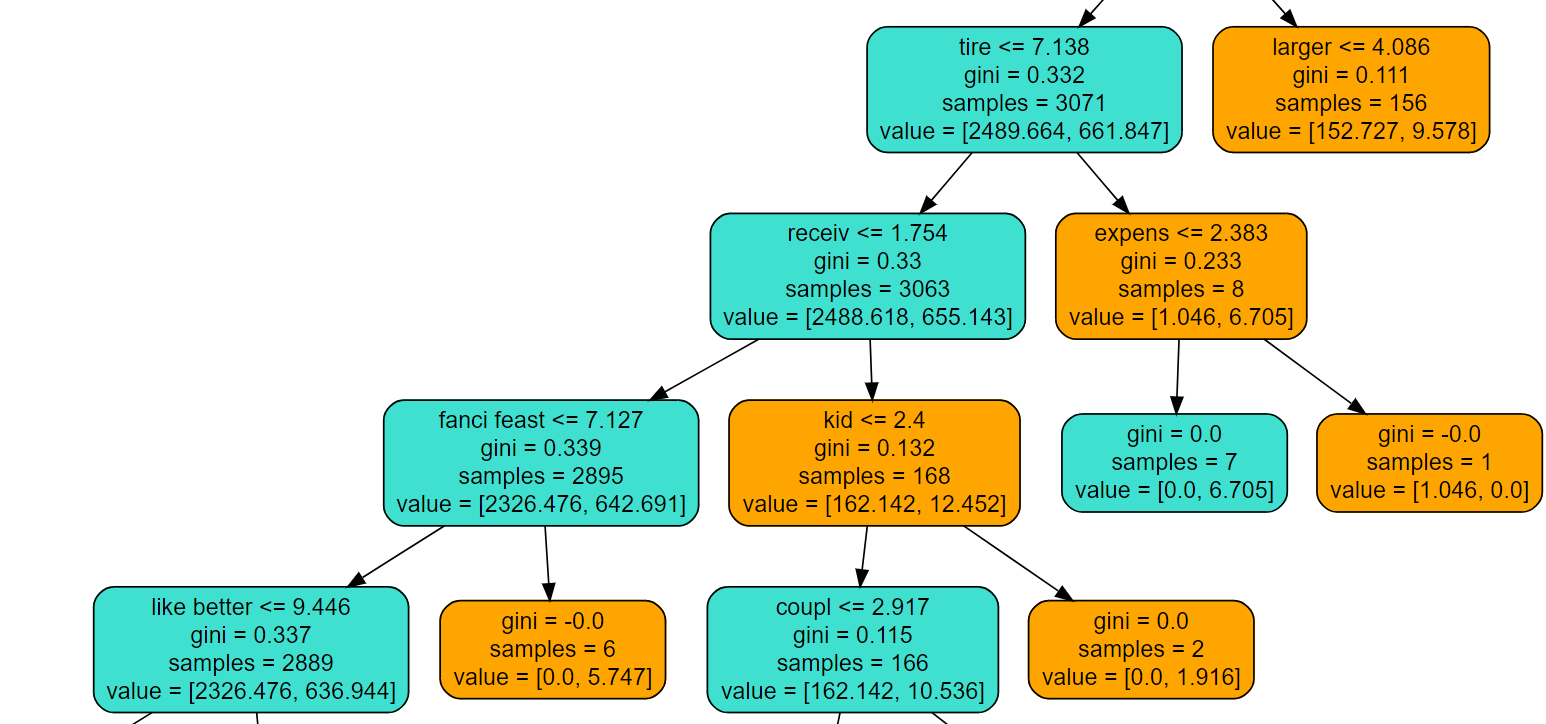 tire <= 7.138
gini = 0.332
samples = 3071
value = [2489.664, 661.847]
larger <= 4.086
gini = 0.111
samples = 156
value = [152.727, 9.578]
receiv <= 1.754
gini = 0.33
samples = 3063
value = [2488.618, 655.143]
expens <= 2.383
gini = 0.233
samples = 8
value = [1.046, 6.705]
fanci feast <= 7.127
gini = 0.339
samples = 2895
value = [2326.476, 642.691]
kid <= 2.4
gini = 0.132
samples = 168
value = [162.142, 12.452]
gini = 0.0
samples = 7
value = [0.0, 6.705]
gini = -0.0
samples = 1
value = [1.046, 0.0]
like better <= 9.446
gini = 0.337
samples = 2889
value = [2326.476, 636.944]
gini = -0.0
samples = 6
value = [0.0, 5.747]
coupl <= 2.917
gini = 0.115
samples = 166
value = [162.142, 10.536]
gini = 0.0
samples = 2
value = [0.0, 1.916]